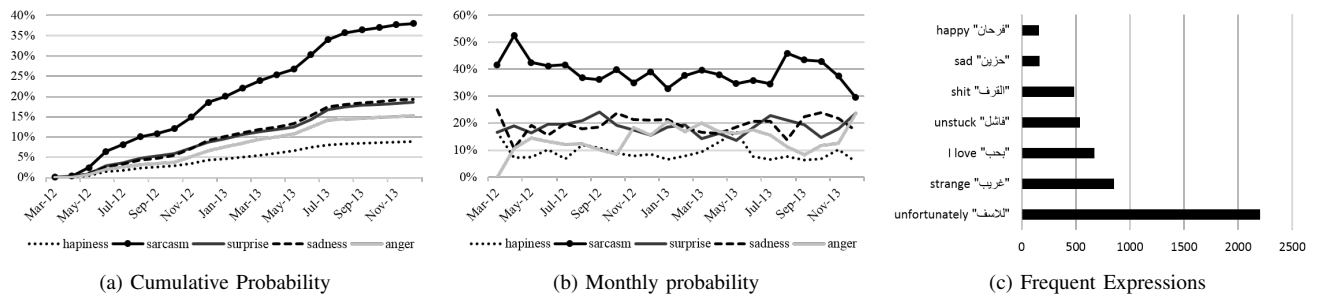 40%
35%
30%
25%
20%
15%
10%
5%
0%
Mar-12 May-12 Jul-12 Sep-12 Nov-12 Jan-13 Mar-13 May-13 Jul-13 Sep-13 Nov-13
hapiness sarcasm surprise sadness anger
(a) Cumulative Probability
60%
50%
40%
30%
20%
10%
0%
Mar-12 May-12 Jul-12 Sep-12 Nov-12 Jan-13 Mar-13 May-13 Jul-13 Sep-13 Nov-13
hapiness sarcasm surprise sadness anger
(b) Monthly probability
happy "فرحان"
sad "حزين"
shit "القرف"
unstuck "فاشل"
I love "بحب"
strange "غريب"
unfortunately "للاسف"
0 500 1000 1500 2000 2500
(c) Frequent Expressions